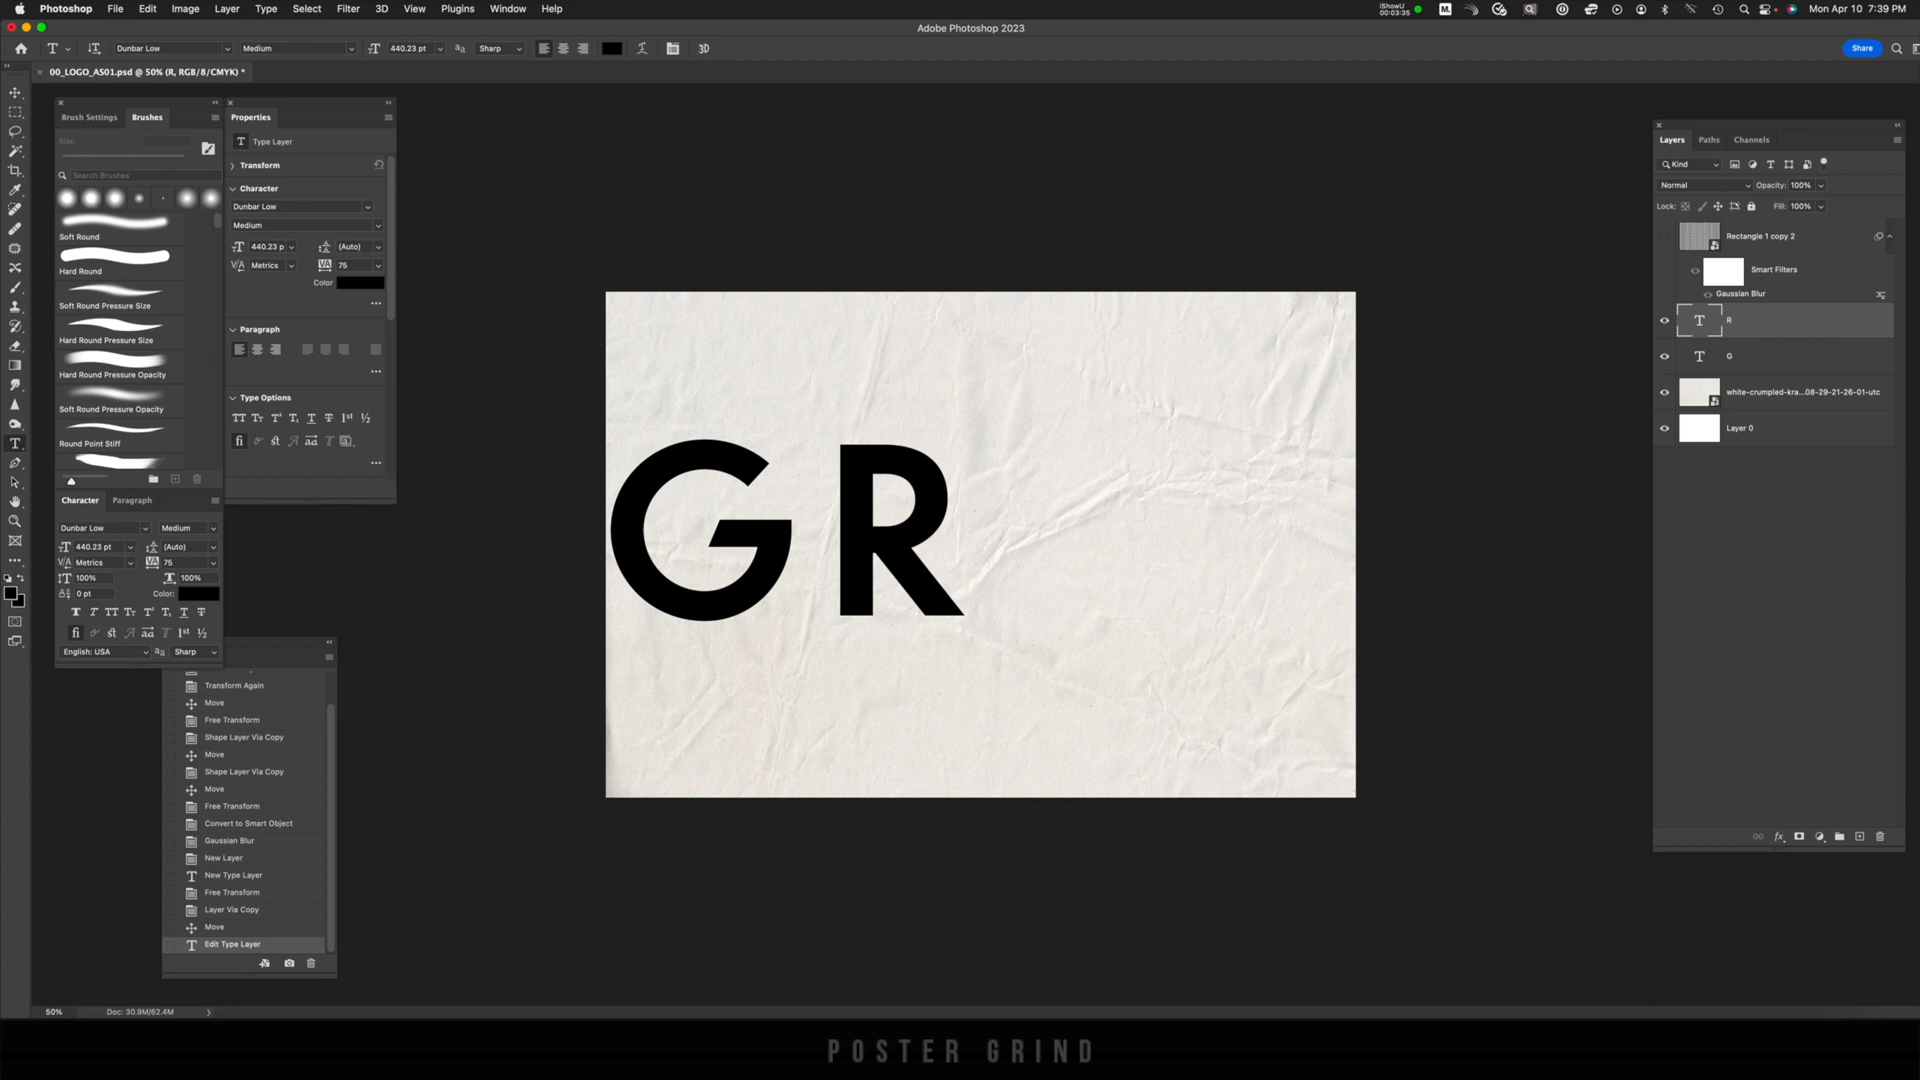 Photoshop File Edit Image Layer Type Select Filter 3D View Plugins Window Help
iShowU
00:03:35
Mon Apr 10 7:39 PM
Adobe Photoshop 2023
Dunbar Low Medium 440.23 pt Sharp 3D Share
00_LOGO_AS01.psd @ 50% (R, RGB/8/CMYK) *
Brush Settings Brushes
Size:
Search Brushes
Soft Round
Hard Round
Soft Round Pressure Size
Hard Round Pressure Size
Hard Round Pressure Opacity
Soft Round Pressure Opacity
Round Point Stiff
Properties
Type Layer
Transform
Character
Dunbar Low
Medium
440.23 p (Auto)
Metrics 75
Color
Paragraph
Type Options
Character Paragraph
Dunbar Low Medium
440.23 pt (Auto)
Metrics 75
100% 100%
0 pt Color:
English: USA Sharp
Transform Again
Move
Free Transform
Shape Layer Via Copy
Move
Shape Layer Via Copy
Move
Free Transform
Convert to Smart Object
Gaussian Blur
New Layer
New Type Layer
Free Transform
Layer Via Copy
Move
Edit Type Layer
GR
Layers Paths Channels
Kind
Normal Opacity: 100%
Lock: Fill: 100%
Rectangle 1 copy 2
Smart Filters
Gaussian Blur
R
G
white-crumpled-kra...08-29-21-26-01-utc
Layer 0
50% Doc: 30.9M/62.4M
POSTER GRIND